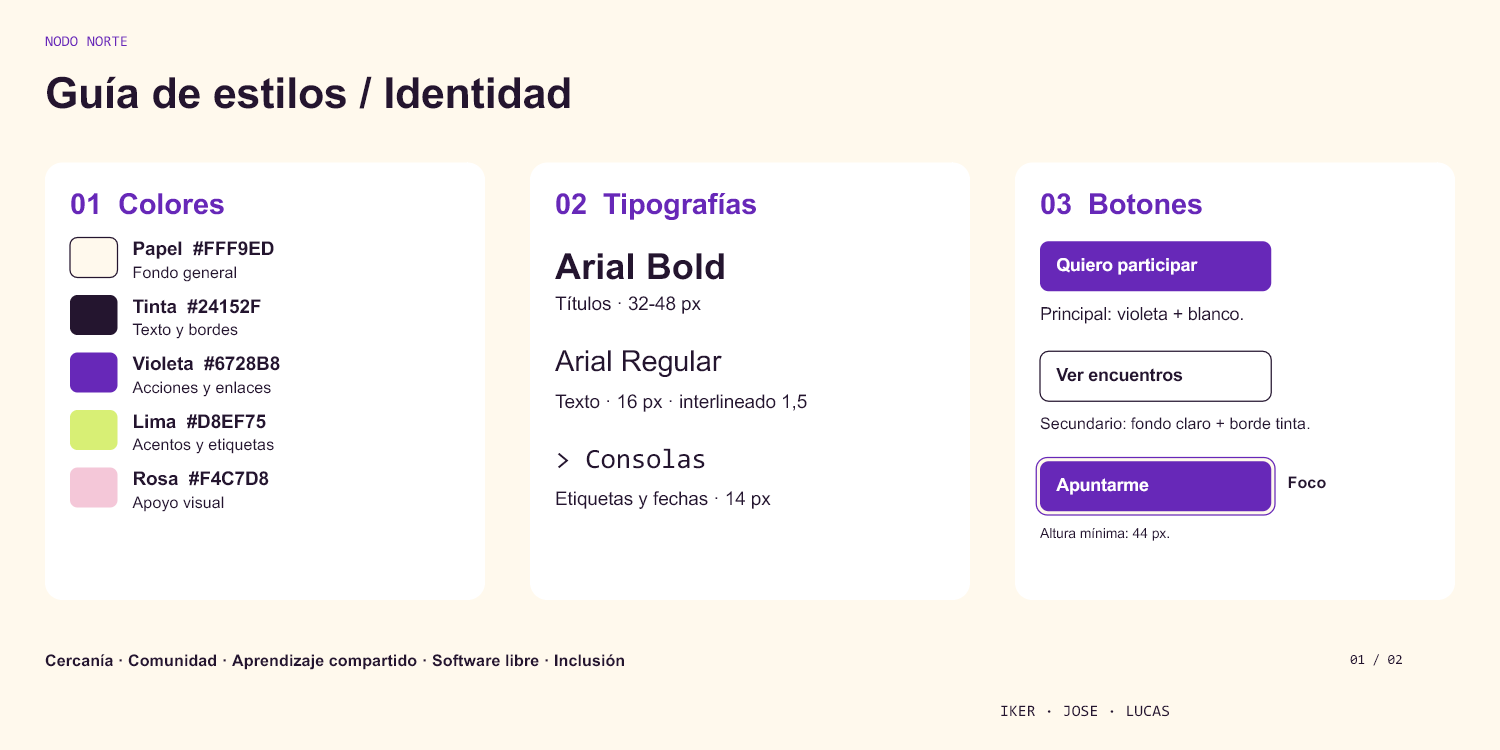 NODO NORTE
Guía de estilos / Identidad
01 Colores
Papel #FFF9ED
Fondo general
Tinta #24152F
Texto y bordes
Violeta #6728B8
Acciones y enlaces
Lima #D8EF75
Acentos y etiquetas
Rosa #F4C7D8
Apoyo visual
02 Tipografías
Arial Bold
Títulos · 32-48 px
Arial Regular
Texto · 16 px · interlineado 1,5
> Consolas
Etiquetas y fechas · 14 px
03 Botones
Quiero participar
Principal: violeta + blanco.
Ver encuentros
Secundario: fondo claro + borde tinta.
Apuntarme
Foco
Altura mínima: 44 px.
Cercanía · Comunidad · Aprendizaje compartido · Software libre · Inclusión
01 / 02
IKER · JOSE · LUCAS